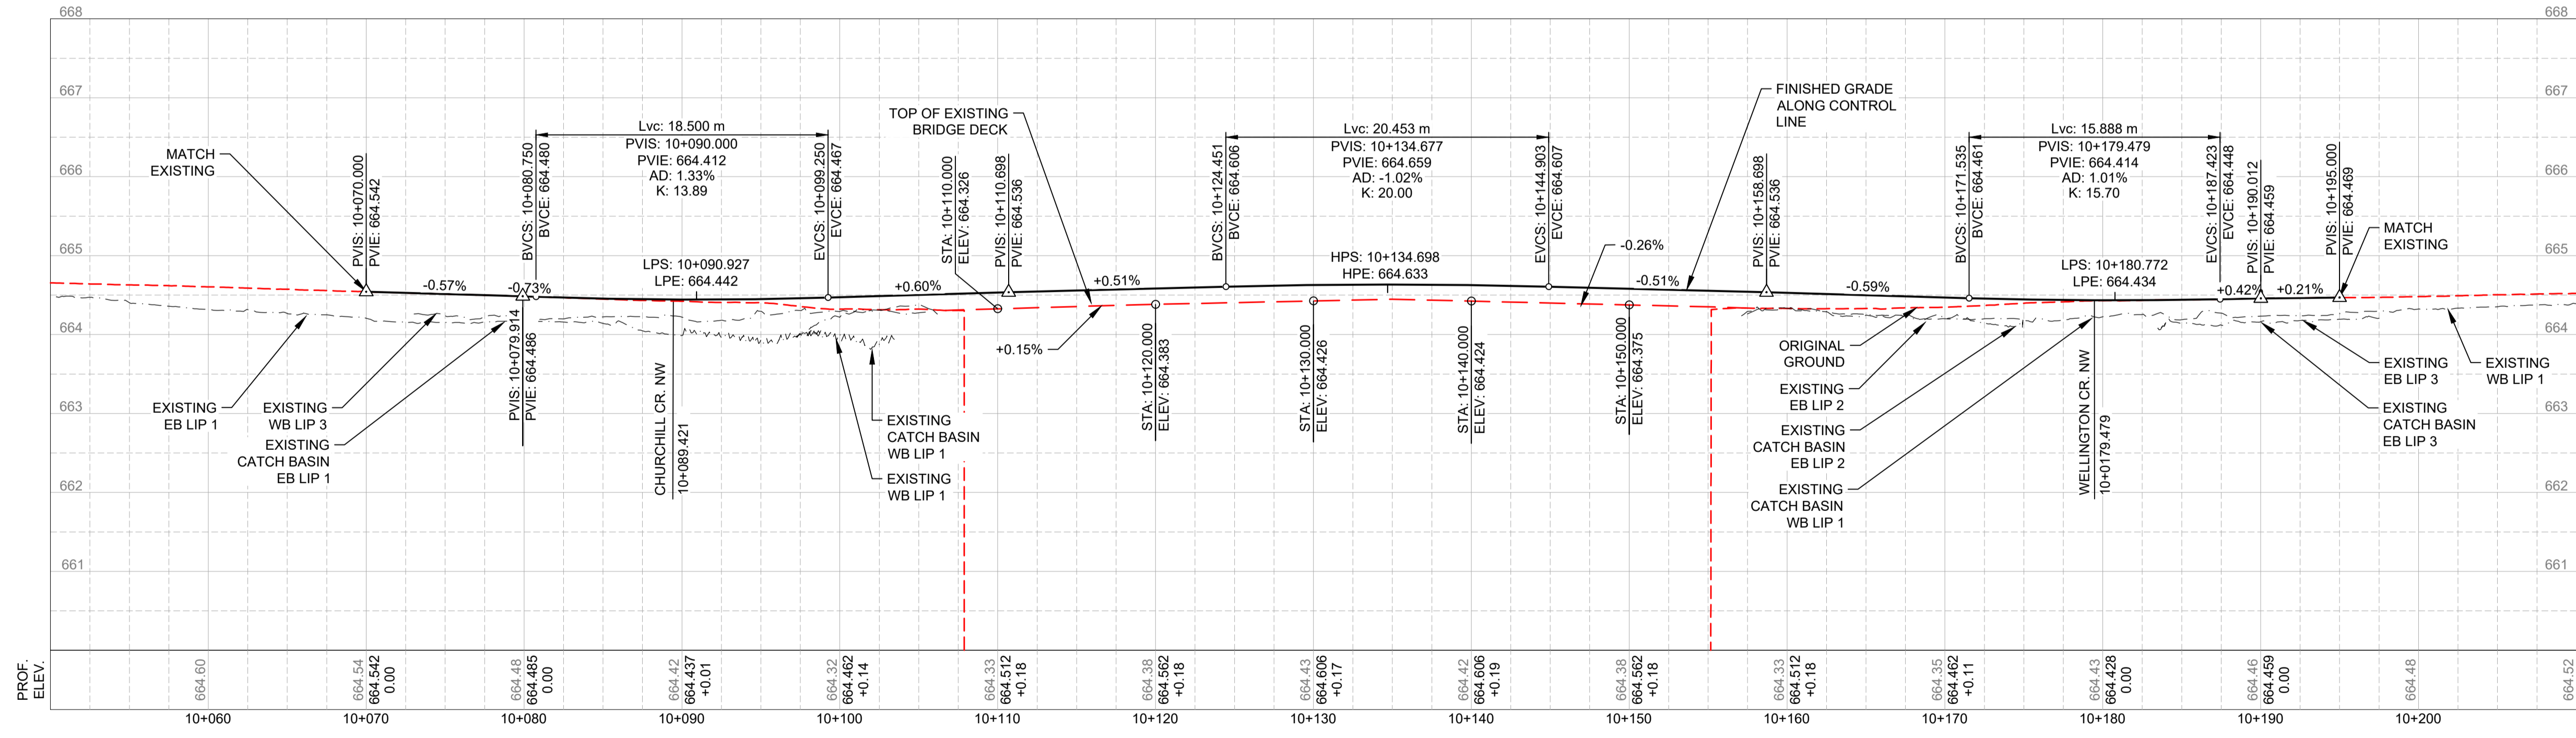 668
668
667
667
666
666
665
665
664
664
663
663
662
662
661
661
MATCH
EXISTING
PVIS: 10+070.000
PVIE: 664.542
-0.57%
BVCS: 10+080.750
BVCE: 664.480
-0.73%
PVIS: 10+079.914
PVIE: 664.486
Lvc: 18.500 m
PVIS: 10+090.000
PVIE: 664.412
AD: 1.33%
K: 13.89
LPS: 10+090.927
LPE: 664.442
EVCS: 10+099.250
EVCE: 664.467
+0.60%
TOP OF EXISTING
BRIDGE DECK
STA: 10+110.000
ELEV: 664.326
PVIS: 10+110.698
PVIE: 664.536
+0.51%
+0.15%
BVCS: 10+124.451
BVCE: 664.606
Lvc: 20.453 m
PVIS: 10+134.677
PVIE: 664.659
AD: -1.02%
K: 20.00
HPS: 10+134.698
HPE: 664.633
EVCS: 10+144.903
EVCE: 664.607
-0.26%
-0.51%
FINISHED GRADE
ALONG CONTROL
LINE
PVIS: 10+158.698
PVIE: 664.536
-0.59%
BVCS: 10+171.535
BVCE: 664.461
Lvc: 15.888 m
PVIS: 10+179.479
PVIE: 664.414
AD: 1.01%
K: 15.70
LPS: 10+180.772
LPE: 664.434
EVCS: 10+187.423
EVCE: 664.448
+0.42%
PVIS: 10+190.012
PVIE: 664.459
+0.21%
PVIS: 10+195.000
PVIE: 664.469
MATCH
EXISTING
EXISTING
EB LIP 1
EXISTING
WB LIP 3
EXISTING
CATCH BASIN
EB LIP 1
CHURCHILL CR. NW
10+089.421
EXISTING
CATCH BASIN
WB LIP 1
EXISTING
WB LIP 1
STA: 10+120.000
ELEV: 664.383
STA: 10+130.000
ELEV: 664.426
STA: 10+140.000
ELEV: 664.424
STA: 10+150.000
ELEV: 664.375
ORIGINAL
GROUND
EXISTING
EB LIP 2
EXISTING
CATCH BASIN
EB LIP 2
EXISTING
CATCH BASIN
WB LIP 1
WELLINGTON CR. NW
10+0179.479
EXISTING
EB LIP 3
EXISTING
CATCH BASIN
EB LIP 3
EXISTING
WB LIP 1
PROF.
ELEV.
664.60
664.54
664.542
0.00
664.48
664.485
0.00
664.42
664.437
+0.01
664.32
664.462
+0.14
664.33
664.512
+0.18
664.38
664.562
+0.18
664.43
664.606
+0.17
664.42
664.606
+0.19
664.38
664.562
+0.18
664.33
664.512
+0.18
664.35
664.462
+0.11
664.43
664.428
0.00
664.46
664.459
0.00
664.48
664.52
10+060
10+070
10+080
10+090
10+100
10+110
10+120
10+130
10+140
10+150
10+160
10+170
10+180
10+190
10+200